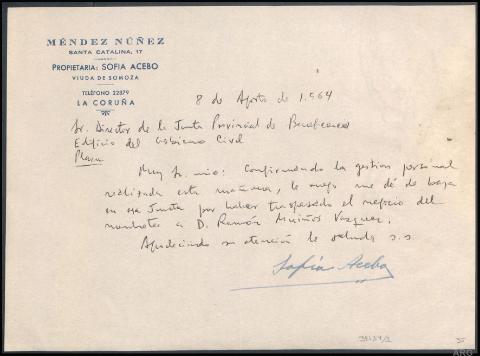 MÉNDEZ NÚÑEZ
SANTA CATALINA, 17
PROPIETARIA: SOFIA ACEBO
VIUDA DE SOMOZA
TELÉFONO 22879
LA CORUÑA
8 de Agosto de 1.964
Sr. Director de la Junta Provincial de Beneficencia
Edificio del Gobierno Civil
Plaza
Muy Sr. mio: Confirmando la gestion personal
realizada esta mañana, le ruego me dé de baja
en esa Junta por haber traspasado el negocio del
a D. Ramón Muiños Vazquez.
Agradeciendo su atención le saluda s.s.
Sofia Acebo
ARG